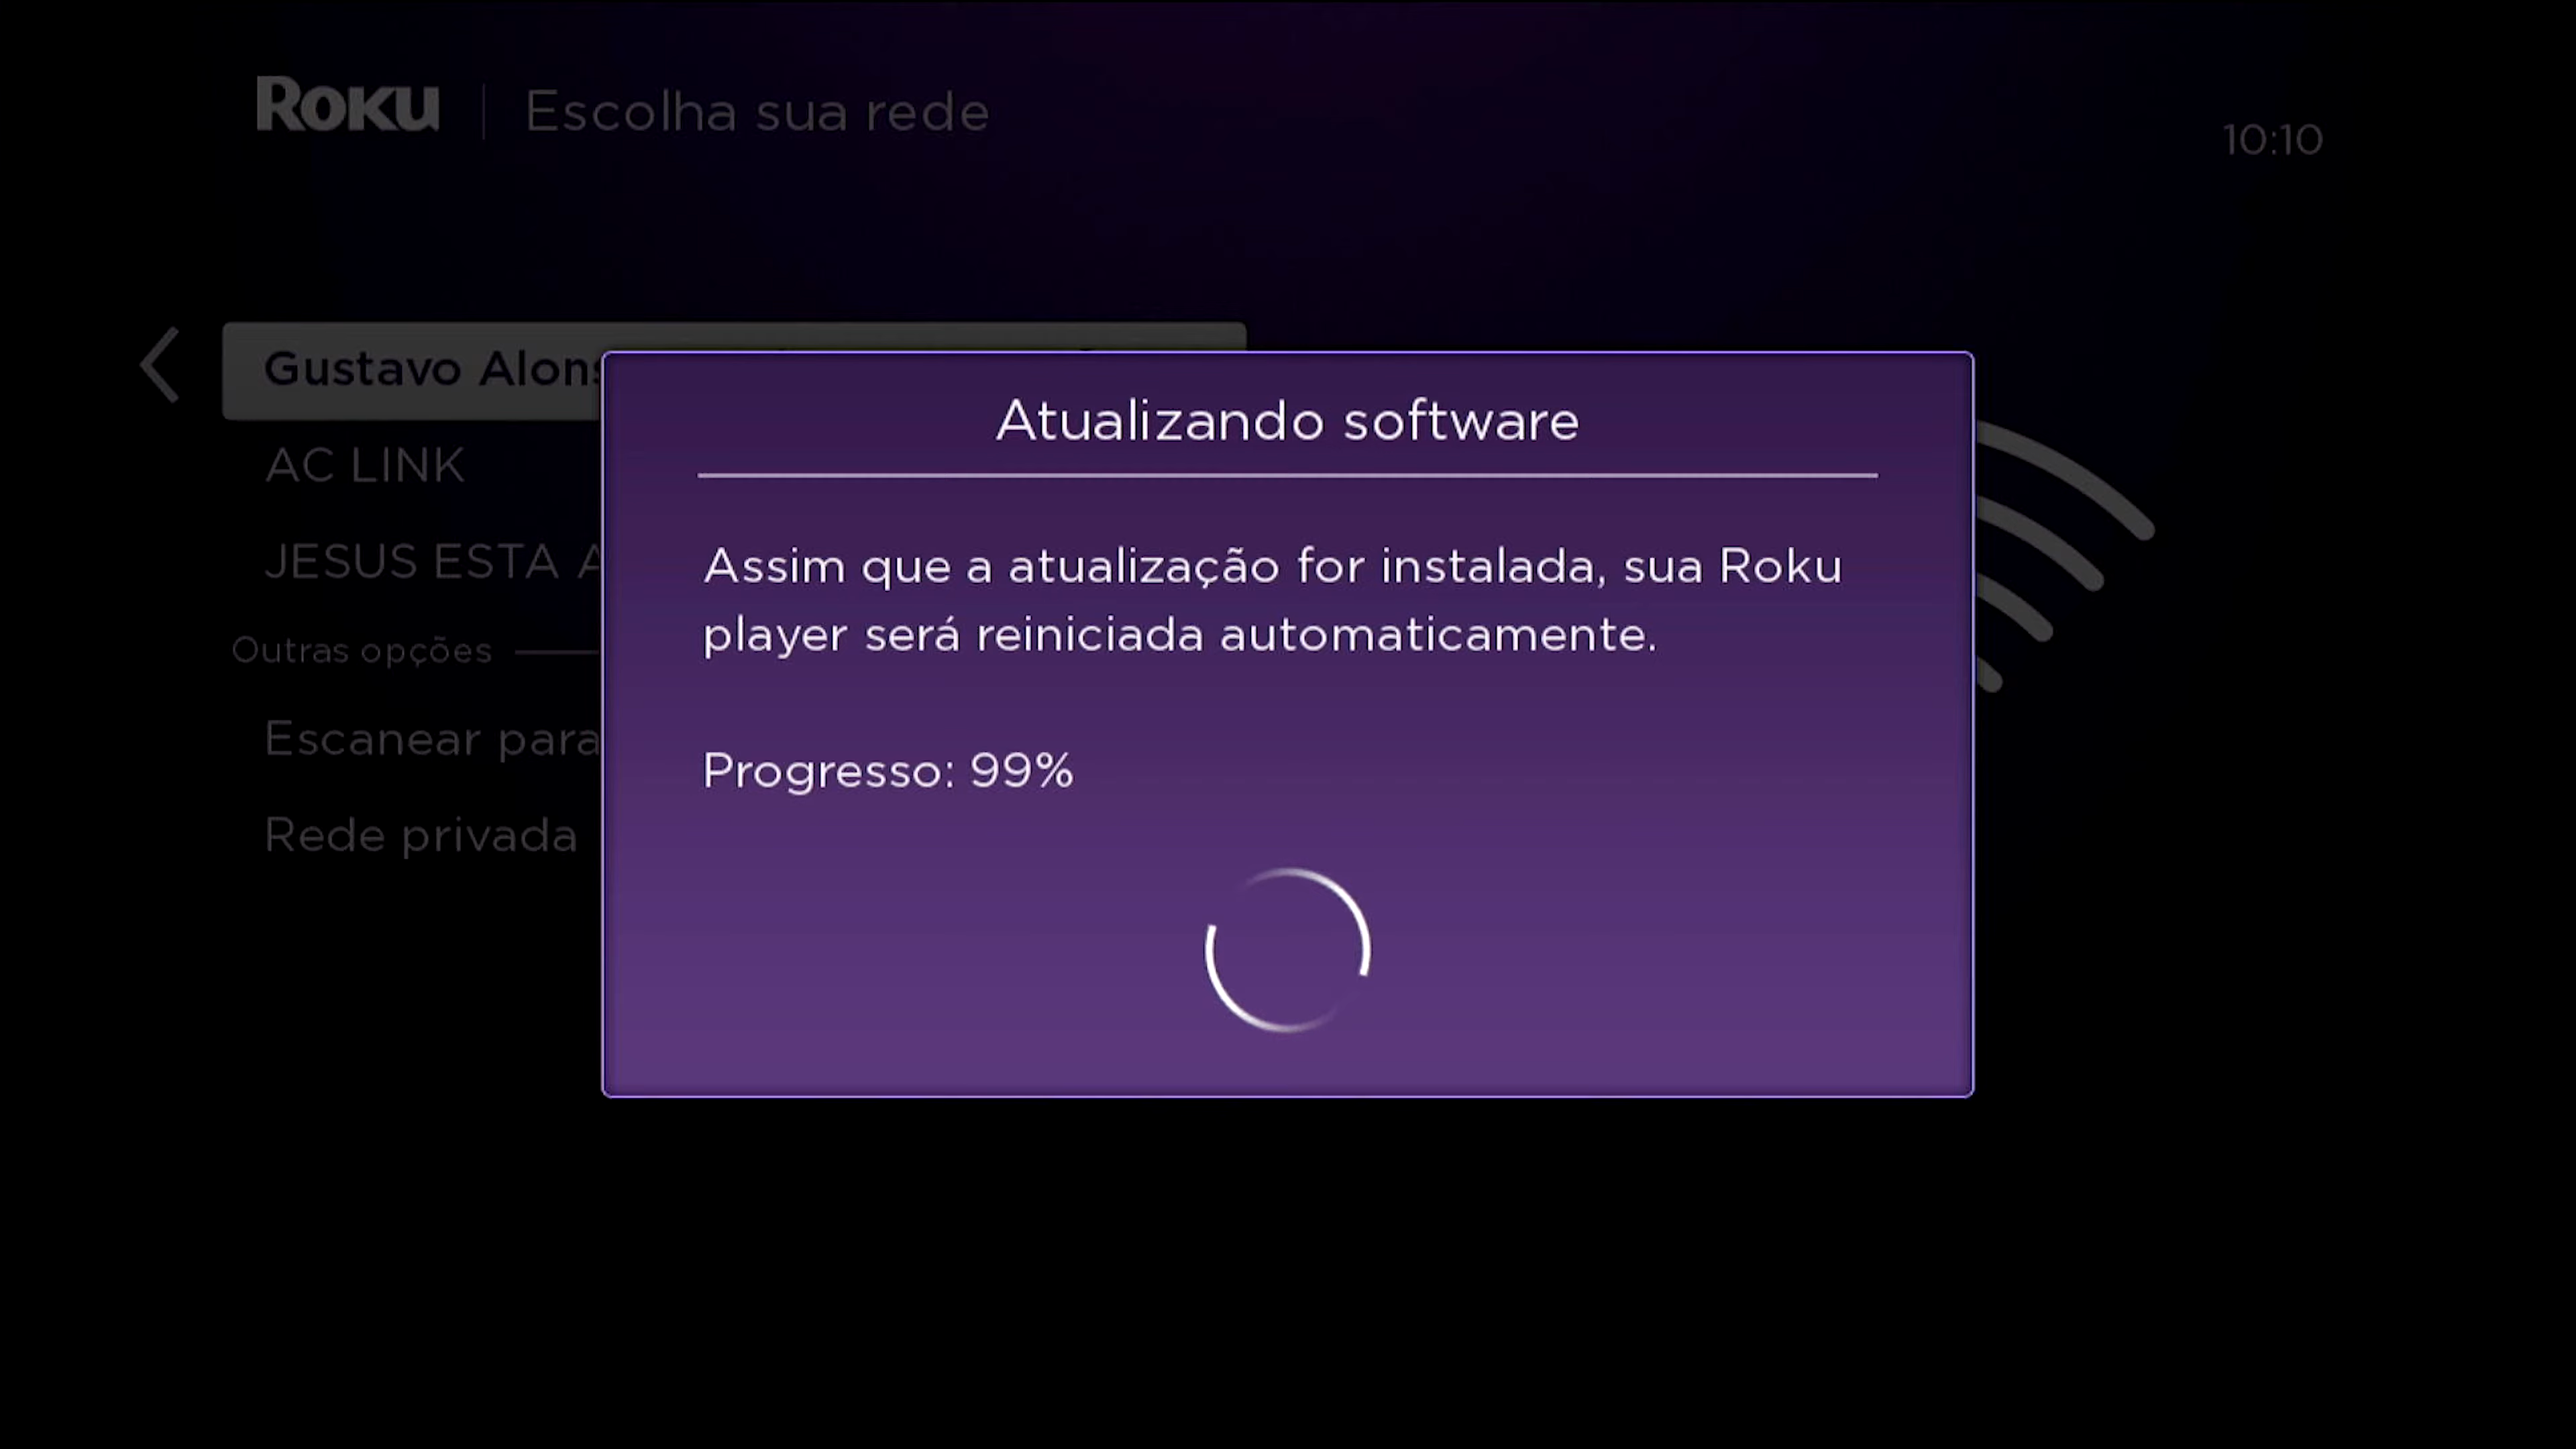 Roku
Escolha sua rede
10:10
Gustavo
AC LINK
JESUS ESTA
Outras opções
Escanear para
Rede privada
Atualizando software
Assim que a atualização for instalada, sua Roku
player será reiniciada automaticamente.
Progresso: 99%